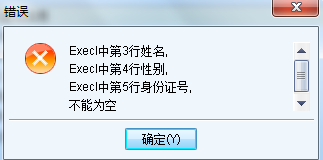 错误
Execl中第3行姓名,
Execl中第4行性别,
Execl中第5行身份证号,
不能为空
确定(Y)